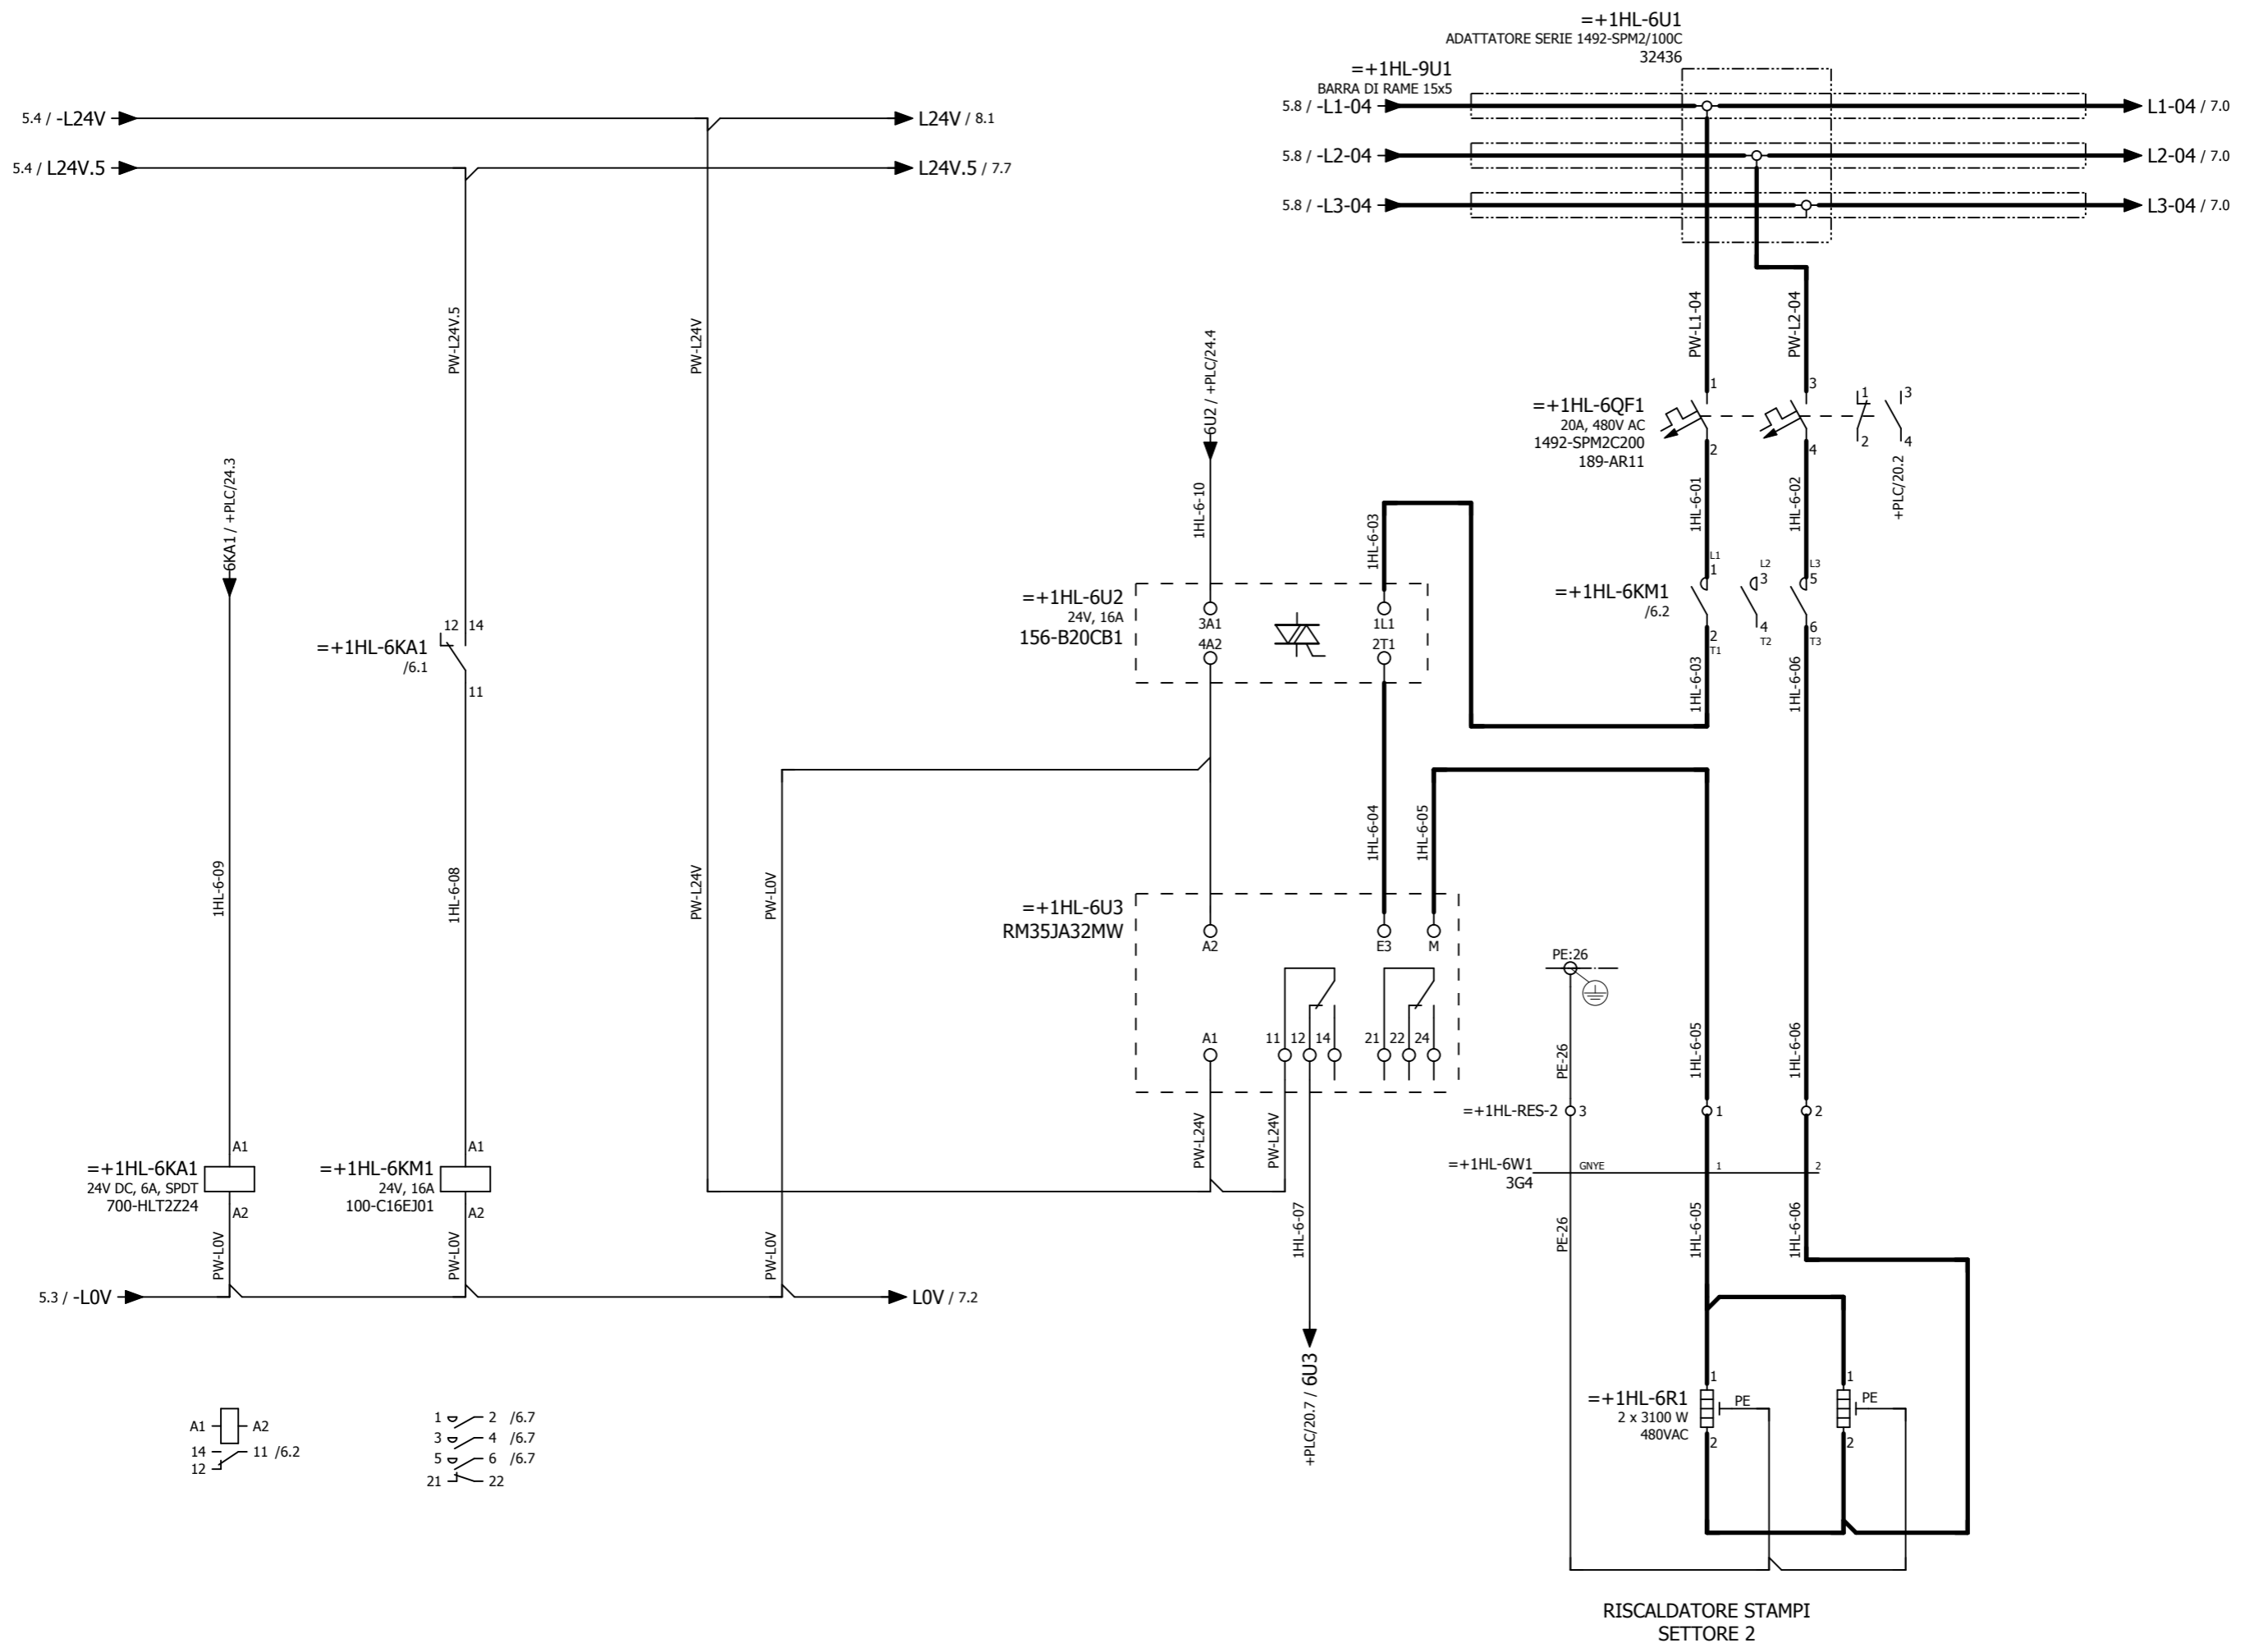 =+1HL-6U1
ADATTATORE SERIE 1492-SPM2/100C
32436
=+1HL-9U1
BARRA DI RAME 15x5
5.8 / -L1-04
L1-04 / 7.0
5.8 / -L2-04
L2-04 / 7.0
5.8 / -L3-04
L3-04 / 7.0
5.4 / -L24V
L24V / 8.1
5.4 / L24V.5
L24V.5 / 7.7
PW-L24V.5
PW-L24V
6U2 / +PLC/24.4
PW-L1-04
PW-L2-04
1
3
1
3
=+1HL-6QF1
20A, 480V AC
1492-SPM2C200
189-AR11
2
4
2
4
+PLC/20.2
6KA1 / +PLC/24.3
1HL-6-10
1HL-6-03
1HL-6-01
1HL-6-02
L1
1
L2
3
L3
5
=+1HL-6KM1
/6.2
2
T1
4
T2
6
T3
=+1HL-6U2
24V, 16A
156-B20CB1
3A1
4A2
1L1
2T1
12
14
=+1HL-6KA1
/6.1
11
1HL-6-03
1HL-6-06
1HL-6-09
1HL-6-08
PW-L24V
PW-L0V
1HL-6-04
1HL-6-05
=+1HL-6U3
RM35JA32MW
A2
E3
M
PE:26
A1
11
12
14
21
22
24
PE-26
1HL-6-05
1HL-6-06
=+1HL-RES-2
3
1
2
PW-L24V
PW-L24V
=+1HL-6W1
3G4
GNYE
1
2
A1
=+1HL-6KA1
24V DC, 6A, SPDT
700-HLT2Z24
A2
A1
=+1HL-6KM1
24V, 16A
100-C16EJ01
A2
PW-L0V
PW-L0V
PW-L0V
1HL-6-07
PE-26
1HL-6-05
1HL-6-06
5.3 / -L0V
L0V / 7.2
+PLC/20.7 / 6U3
=+1HL-6R1
2 x 3100 W
480VAC
1
PE
2
1
PE
2
A1
A2
14
11 /6.2
12
1 2 /6.7
3 4 /6.7
5 6 /6.7
21 22
RISCALDATORE STAMPI
SETTORE 2